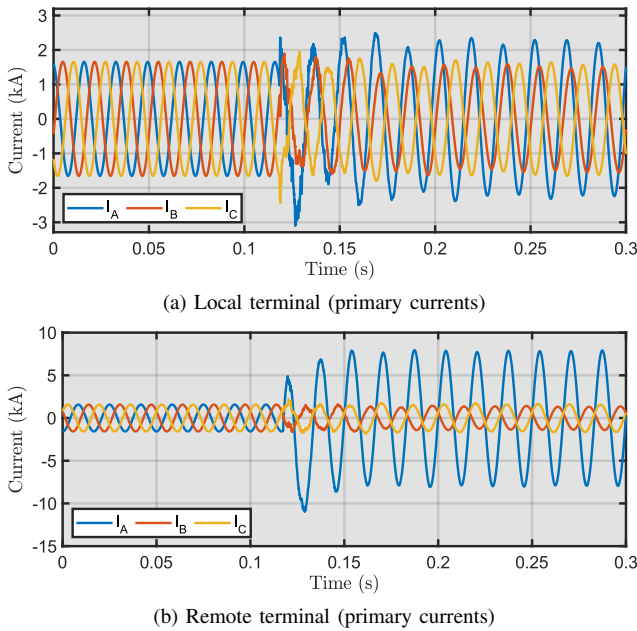 3
2
1
0
-1
-2
-3
Current (kA)
I_A I_B I_C
0 0.05 0.1 0.15 0.2 0.25 0.3
Time (s)
(a) Local terminal (primary currents)
10
5
0
-5
-10
-15
Current (kA)
I_A I_B I_C
0 0.05 0.1 0.15 0.2 0.25 0.3
Time (s)
(b) Remote terminal (primary currents)